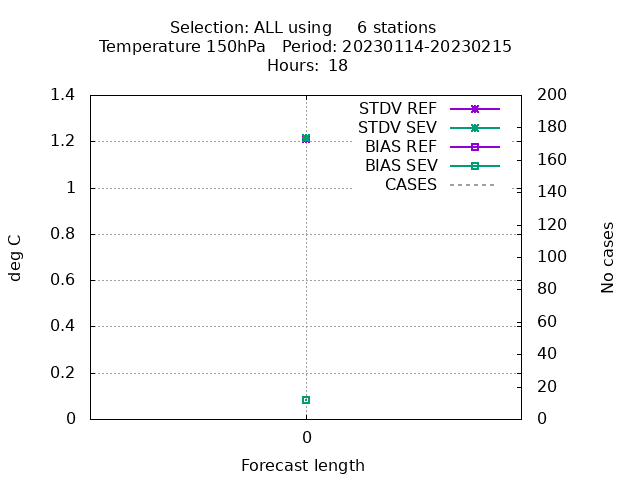 Selection: ALL using     6 stations
Temperature 150hPa   Period: 20230114-20230215
Hours:  18
1.4
1.2
1
0.8
0.6
0.4
0.2
0
200
180
160
140
120
100
80
60
40
20
0
STDV REF
STDV SEV
BIAS REF
BIAS SEV
CASES
deg C
No cases
0
Forecast length